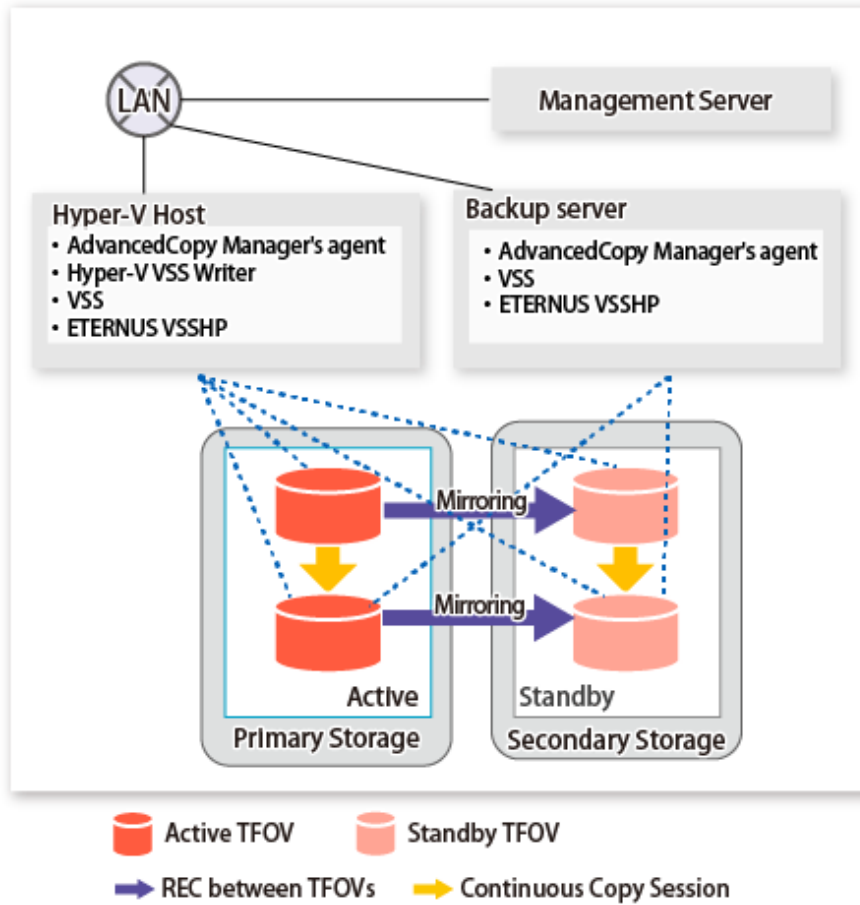 LAN
Management Server
Hyper-V Host
• AdvancedCopy Manager's agent
• Hyper-V VSS Writer
• VSS
• ETERNUS VSSHP
Backup server
• AdvancedCopy Manager's agent
• VSS
• ETERNUS VSSHP
Mirroring
Mirroring
Active
Standby
Primary Storage
Secondary Storage
Active TFOV
Standby TFOV
REC between TFOVs
Continuous Copy Session